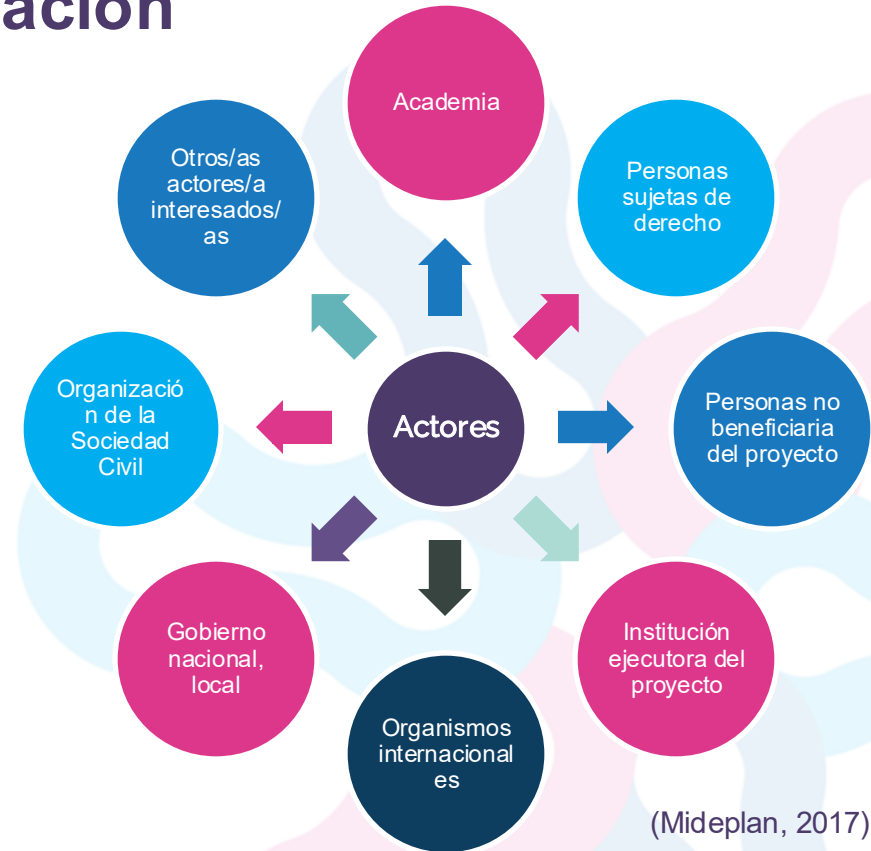 ación
Academia
Otros/as
actores/a
interesados/
as
Personas
sujetas de
derecho
Organizació
n de la
Sociedad
Civil
Actores
Personas no
beneficiaria
del proyecto
Gobierno
nacional,
local
Institución
ejecutora del
proyecto
Organismos
internacional
es
(Mideplan, 2017)